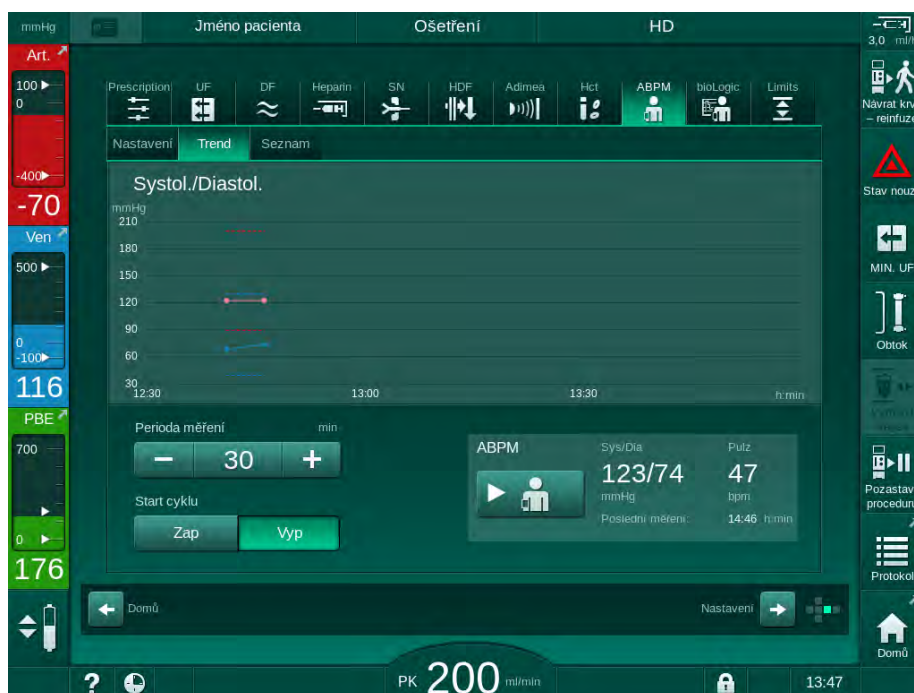 mmHg
Jméno pacienta
Ošetření
HD
3,0 ml/h
Art.
100
0
-400
-70
Ven
500
0
-100
116
PBE
700
0
176
Prescription
UF
DF
Heparin
SN
HDF
Adimea
Hct
ABPM
bioLogic
Limits
Nastavení
Trend
Seznam
Systol./Diastol.
mmHg
210
180
150
120
90
60
30
12:30
13:00
13:30
h:min
Perioda měření
min
30
Start cyklu
Zap
Vyp
ABPM
Sys/Dia
Pulz
123/74
47
mmHg
bpm
Poslední měření:
14:46 h:min
Domů
Nastavení
Návrat krve
– reinfuze
Stav nouz
MIN. UF
Obtok
Pozastav
proceduru
Protokol
Domů
?
PK 200 ml/min
13:47